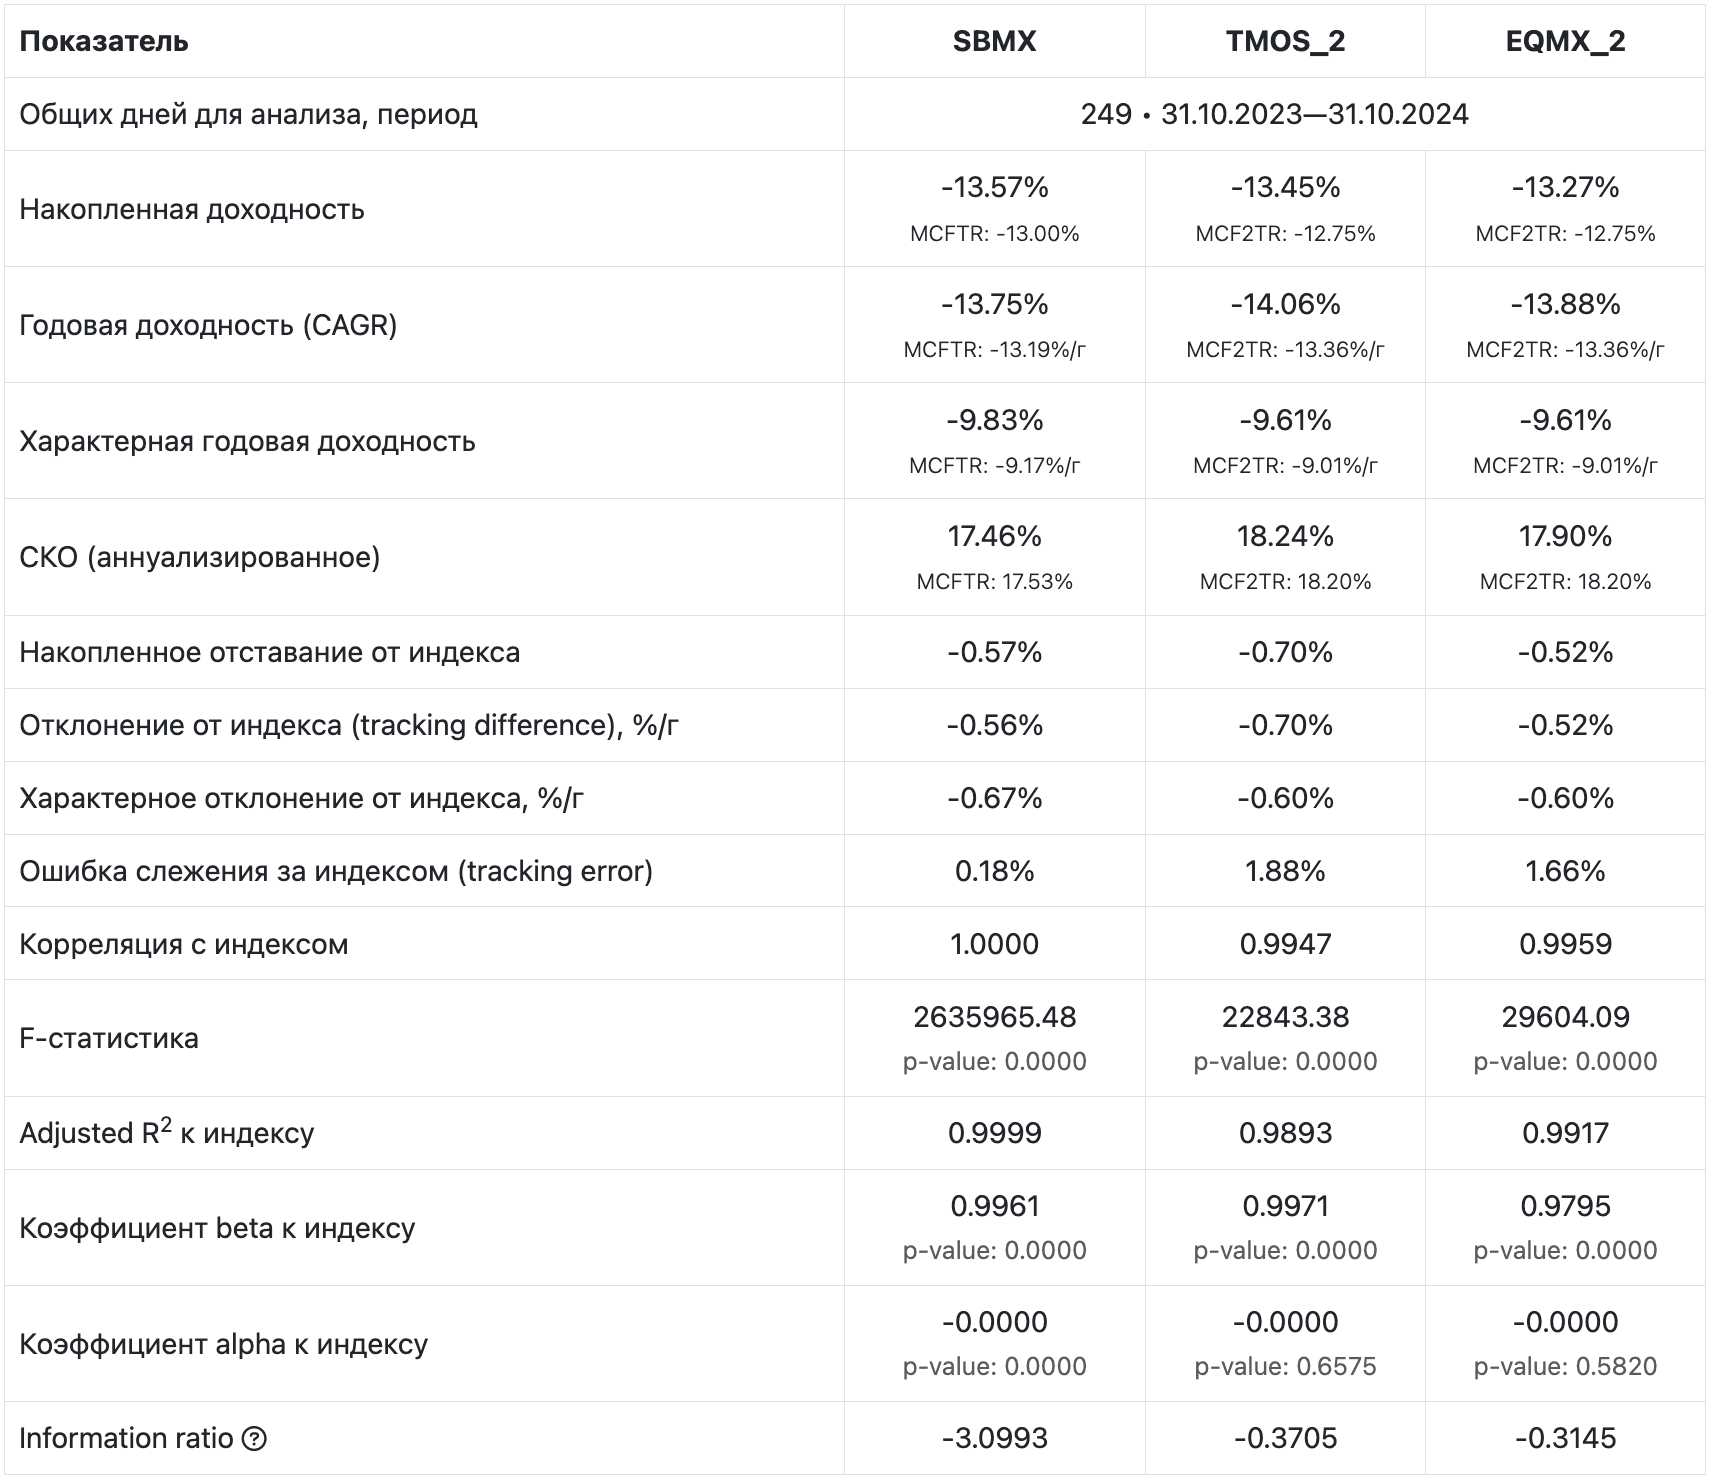 Показатель SBMX TMOS_2 EQMX_2
Общих дней для анализа, период 249 • 31.10.2023—31.10.2024
Накопленная доходность -13.57% -13.45% -13.27%
MCFTR: -13.00% MCF2TR: -12.75% MCF2TR: -12.75%
Годовая доходность (CAGR) -13.75% -14.06% -13.88%
MCFTR: -13.19%/г MCF2TR: -13.36%/г MCF2TR: -13.36%/г
Характерная годовая доходность -9.83% -9.61% -9.61%
MCFTR: -9.17%/г MCF2TR: -9.01%/г MCF2TR: -9.01%/г
СКО (аннуализированное) 17.46% 18.24% 17.90%
MCFTR: 17.53% MCF2TR: 18.20% MCF2TR: 18.20%
Накопленное отставание от индекса -0.57% -0.70% -0.52%
Отклонение от индекса (tracking difference), %/г -0.56% -0.70% -0.52%
Характерное отклонение от индекса, %/г -0.67% -0.60% -0.60%
Ошибка слежения за индексом (tracking error) 0.18% 1.88% 1.66%
Корреляция с индексом 1.0000 0.9947 0.9959
F-статистика 2635965.48 22843.38 29604.09
p-value: 0.0000 p-value: 0.0000 p-value: 0.0000
Adjusted R² к индексу 0.9999 0.9893 0.9917
Коэффициент beta к индексу 0.9961 0.9971 0.9795
p-value: 0.0000 p-value: 0.0000 p-value: 0.0000
Коэффициент alpha к индексу -0.0000 -0.0000 -0.0000
p-value: 0.0000 p-value: 0.6575 p-value: 0.5820
Information ratio ? -3.0993 -0.3705 -0.3145